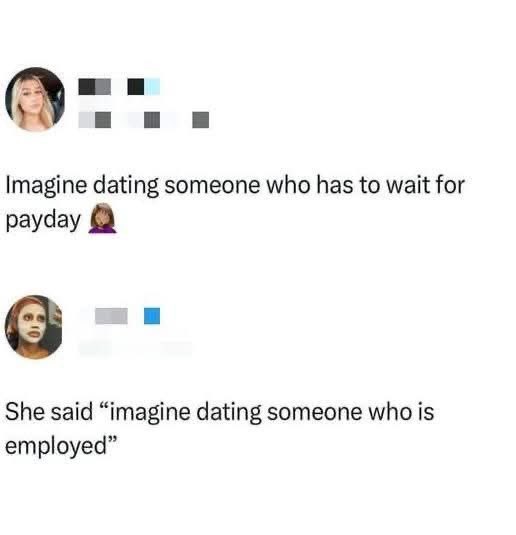 Imagine dating someone who has to wait for
payday 🤦🏾‍♀️
She said “imagine dating someone who is
employed”